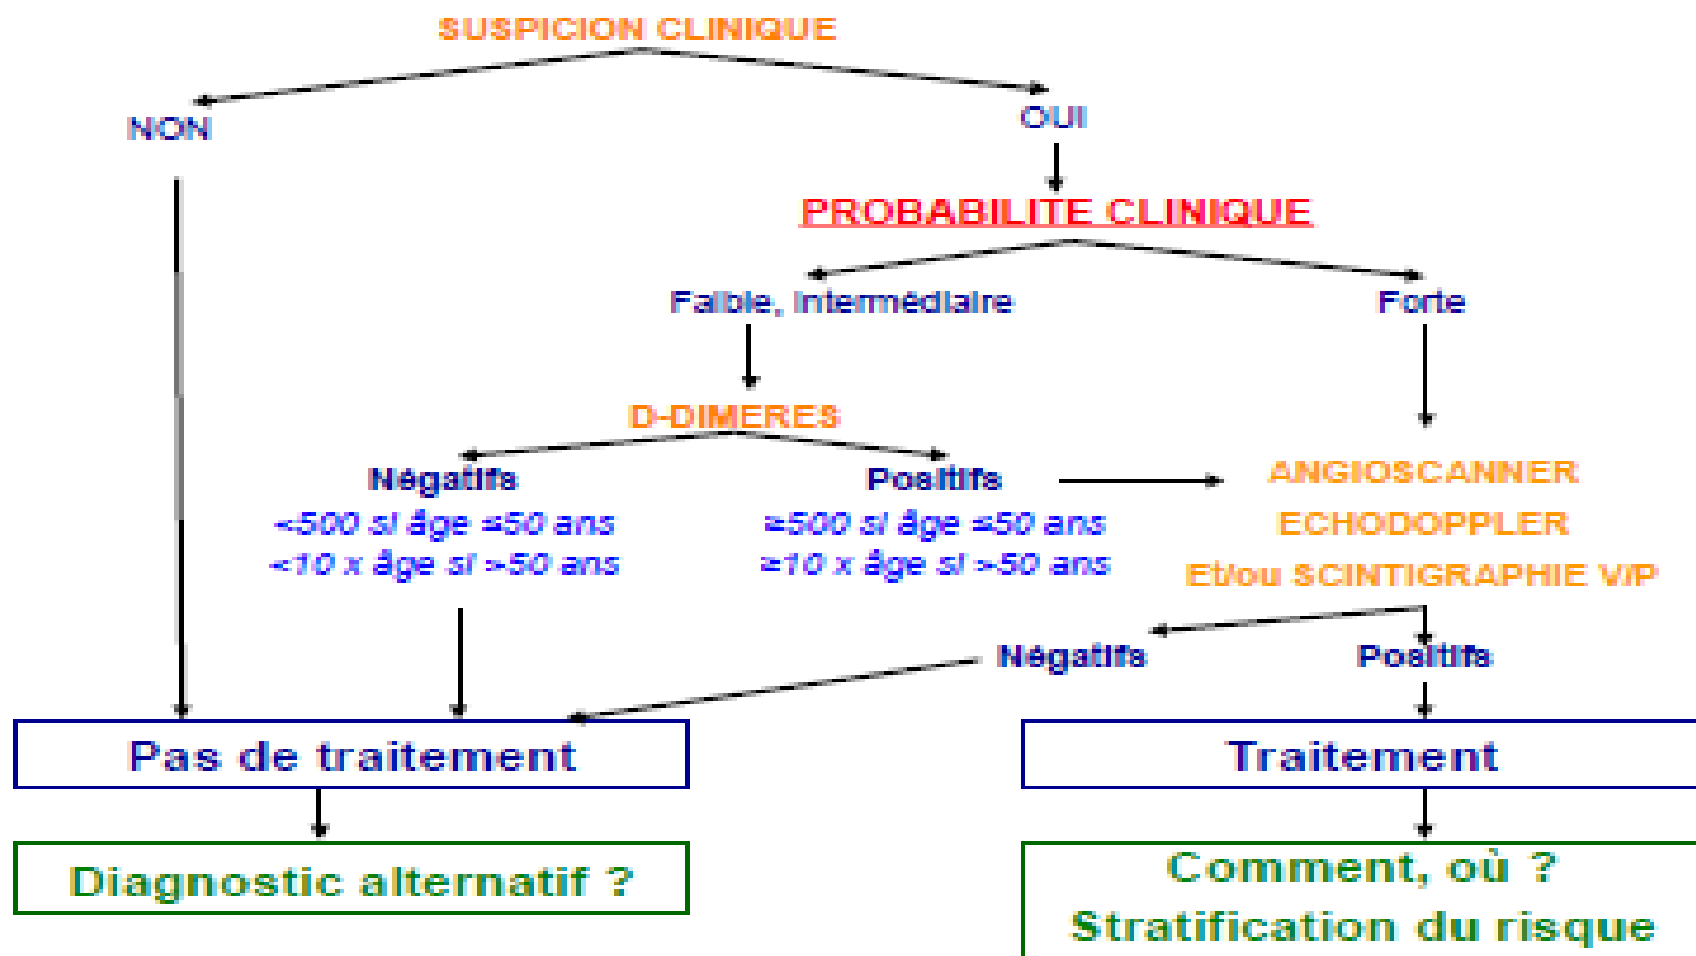 SUSPICION CLINIQUE
NON
OUI
PROBABILITE CLINIQUE
Faible, Intermédiaire
Forte
D-DIMERES
Négatifs
<500 si âge ≤50 ans
<10 x âge si >50 ans
Positifs
≥500 si âge ≤50 ans
≥10 x âge si >50 ans
ANGIOSCANNER
ECHODOPPLER
Et/ou SCINTIGRAPHIE V/P
Négatifs
Positifs
Pas de traitement
Traitement
Diagnostic alternatif ?
Comment, où ?
Stratification du risque